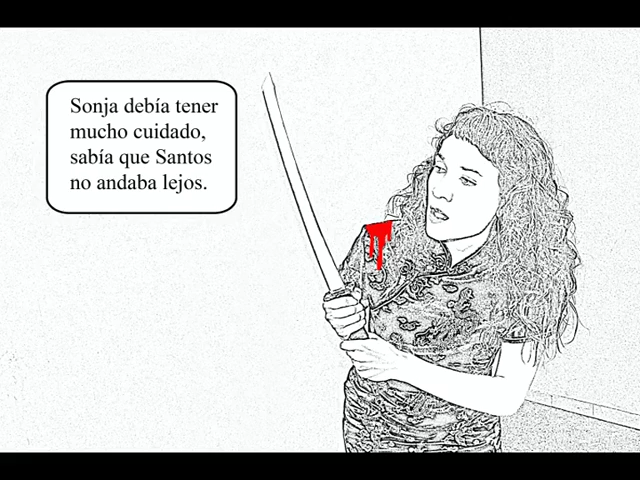 Sonja debía tener
mucho cuidado,
sabía que Santos
no andaba lejos.